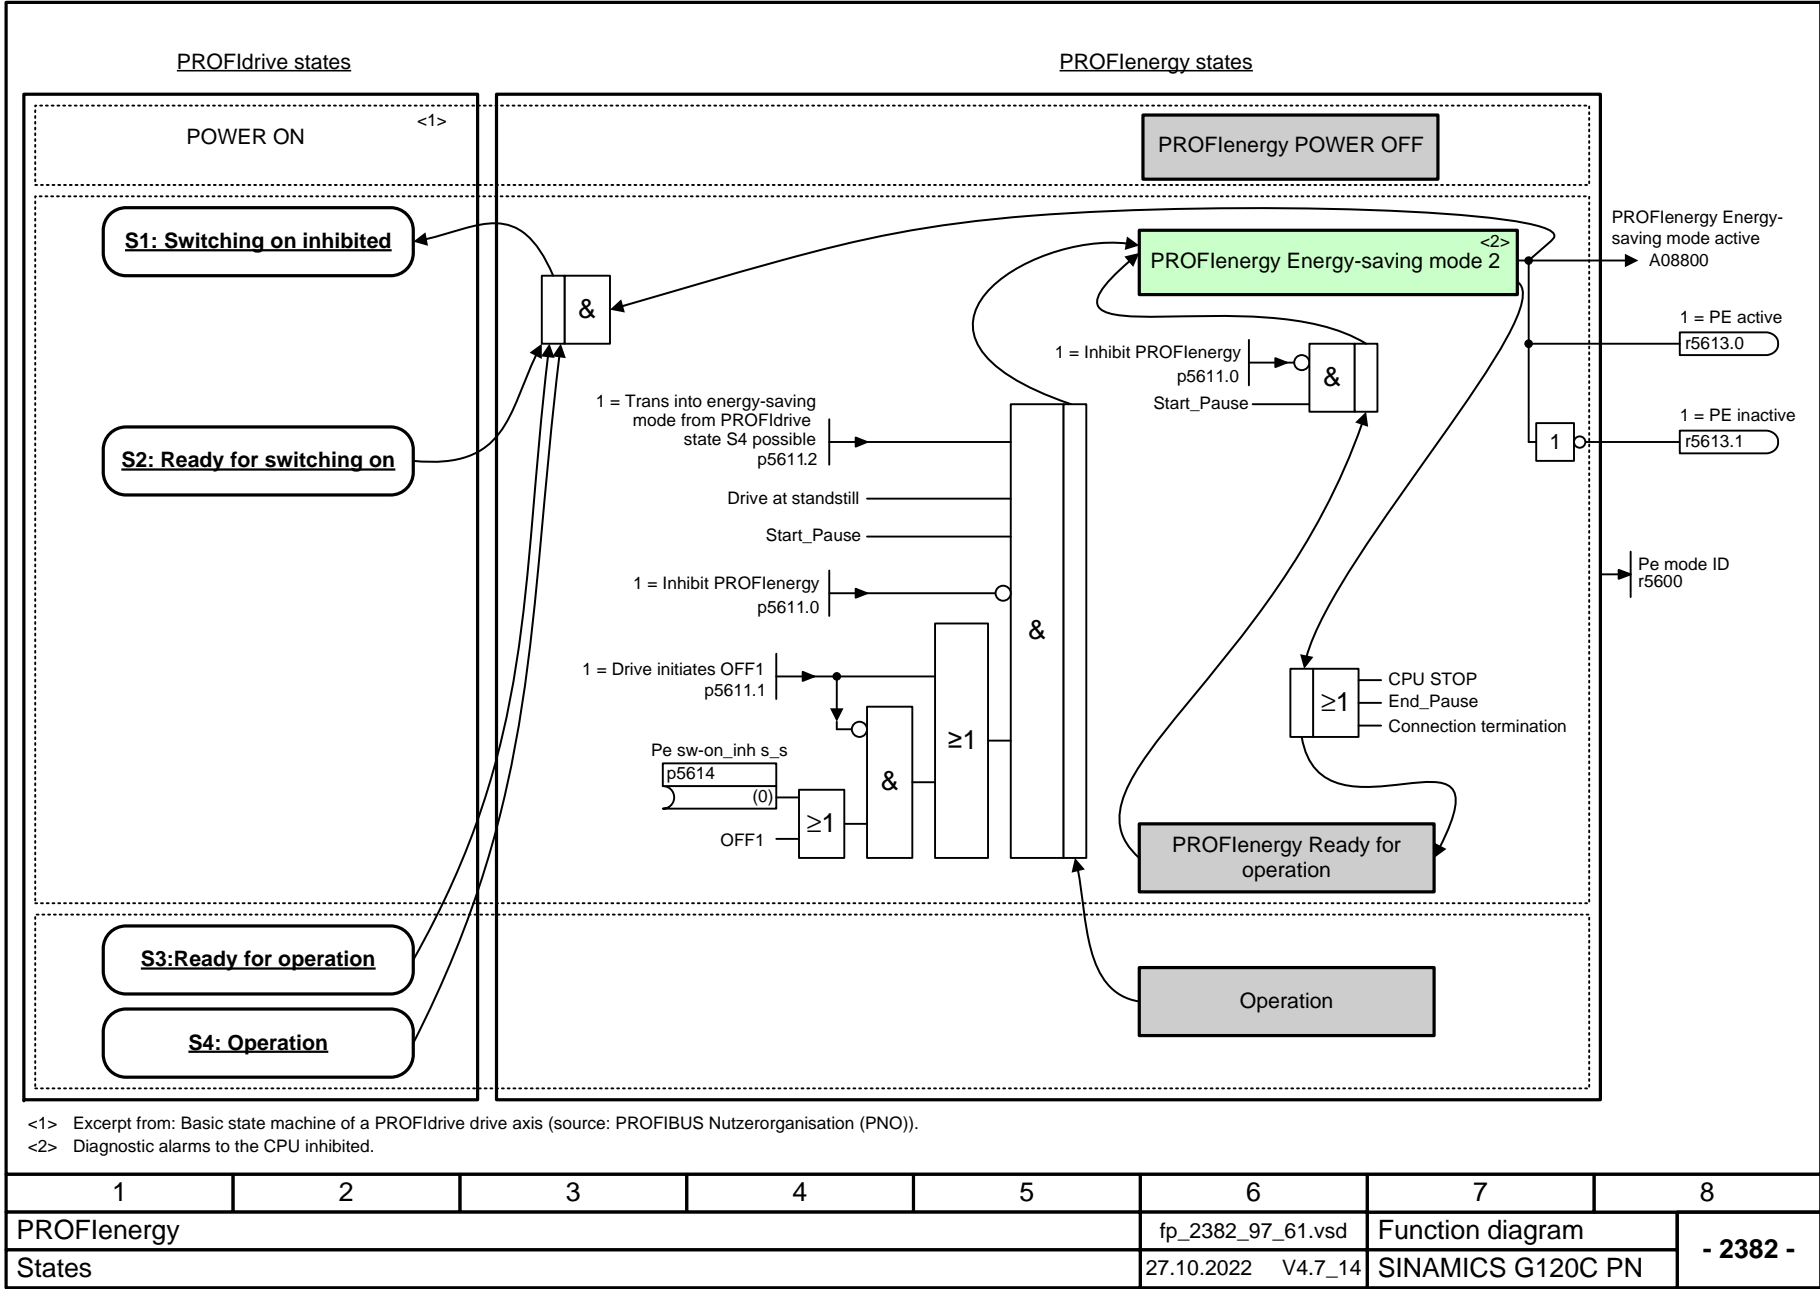 PROFIdrive states
PROFIenergy states
POWER ON
<1>
PROFIenergy POWER OFF
S1: Switching on inhibited
<2>
PROFIenergy Energy-saving mode 2
PROFIenergy Energy-
saving mode active
A08800
&
1 = PE active
r5613.0
1 = Inhibit PROFIenergy
p5611.0
Start_Pause
&
1 = Trans into energy-saving
mode from PROFIdrive
state S4 possible
p5611.2
1 = PE inactive
r5613.1
1
S2: Ready for switching on
Drive at standstill
Start_Pause
1 = Inhibit PROFIenergy
p5611.0
Pe mode ID
r5600
&
1 = Drive initiates OFF1
p5611.1
≥1
CPU STOP
End_Pause
Connection termination
Pe sw-on_inh s_s
p5614
(0)
OFF1
≥1
&
≥1
PROFIenergy Ready for
operation
S3:Ready for operation
Operation
S4: Operation
<1> Excerpt from: Basic state machine of a PROFIdrive drive axis (source: PROFIBUS Nutzerorganisation (PNO)).
<2> Diagnostic alarms to the CPU inhibited.
1 2 3 4 5 6 7 8
PROFIenergy
fp_2382_97_61.vsd
Function diagram
- 2382 -
States
27.10.2022 V4.7_14
SINAMICS G120C PN